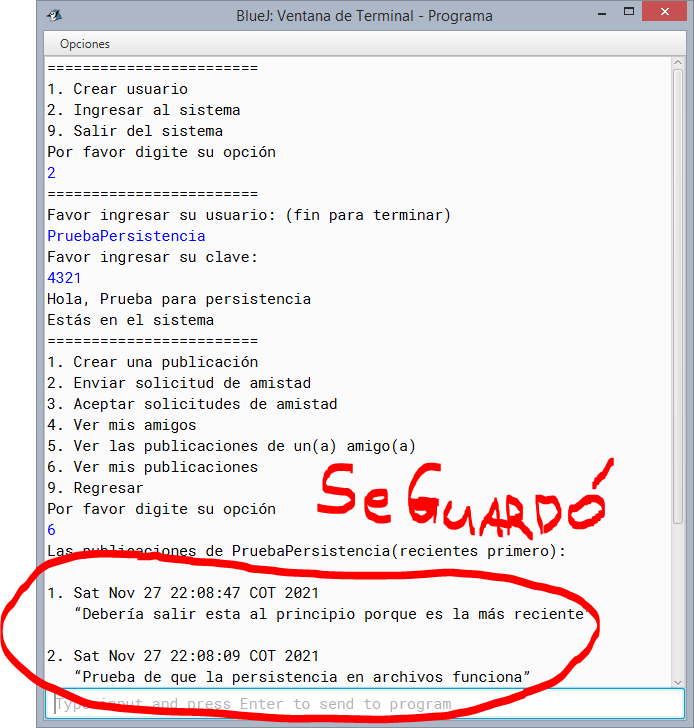 BlueJ: Ventana de Terminal - Programa
Opciones
========================
1. Crear usuario
2. Ingresar al sistema
9. Salir del sistema
Por favor digite su opción
2
========================
Favor ingresar su usuario: (fin para terminar)
PruebaPersistencia
Favor ingresar su clave:
4321
Hola, Prueba para persistencia
Estás en el sistema
========================
1. Crear una publicación
2. Enviar solicitud de amistad
3. Aceptar solicitudes de amistad
4. Ver mis amigos
5. Ver las publicaciones de un(a) amigo(a)
6. Ver mis publicaciones
9. Regresar
Por favor digite su opción
SeGUARDÓ
6
Las publicaciones de PruebaPersistencia(recientes primero):
1. Sat Nov 27 22:08:47 COT 2021
“Debería salir esta al principio porque es la más reciente
2. Sat Nov 27 22:08:09 COT 2021
“Prueba de que la persistencia en archivos funciona”
Type input and press Enter to send to program